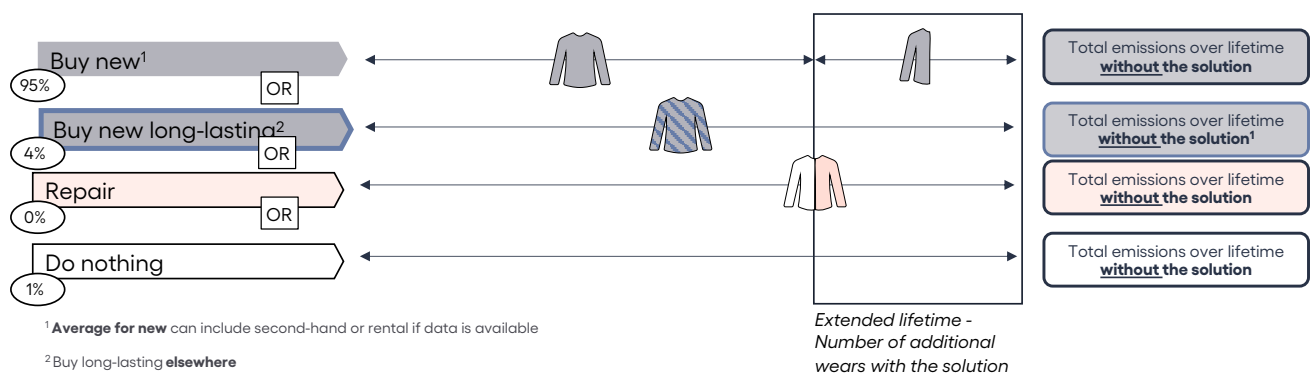 Buy new¹
95%
OR
Total emissions over lifetime
without the solution
Buy new long-lasting²
4%
OR
Total emissions over lifetime
without the solution¹
Repair
0%
OR
Total emissions over lifetime
without the solution
Do nothing
1%
Total emissions over lifetime
without the solution
¹ Average for new can include second-hand or rental if data is available
² Buy long-lasting elsewhere
Extended lifetime -
Number of additional
wears with the solution